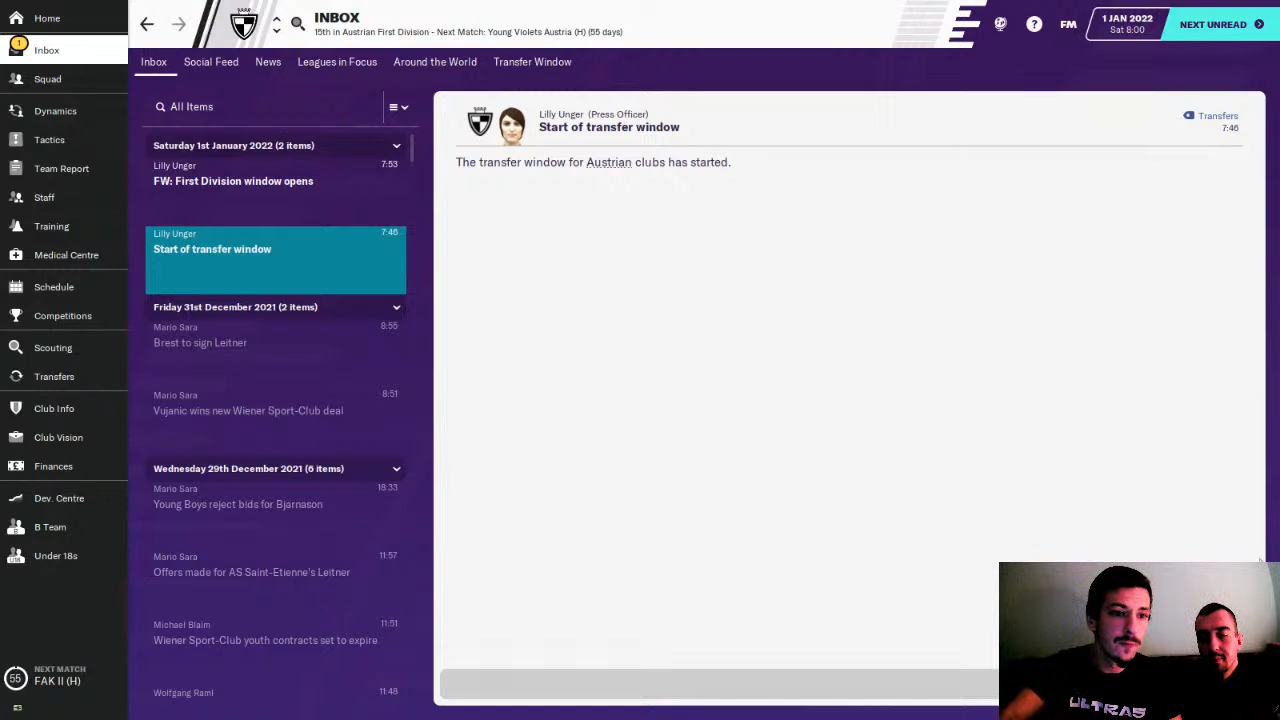 INBOX
15th in Austrian First Division - Next Match: Young Violets Austria (H) (55 days)
?
FM
1 JAN 2022
Sat 8:00
NEXT UNREAD
1
Inbox
Home
Squad
Dynamics
Tactics
Team Report
Staff
Training
Medical Centre
Schedule
Competitions
Scouting
Transfers
Club Info
Club Vision
Finances
Dev. Centre
B Team
Under 18s
NEXT MATCH
55
FAK II (H)
Inbox Social Feed News Leagues in Focus Around the World Transfer Window
All Items
Saturday 1st January 2022 (2 items)
Lilly Unger 7:53
FW: First Division window opens
Lilly Unger 7:46
Start of transfer window
Friday 31st December 2021 (2 items)
Mario Sara 8:55
Brest to sign Leitner
Mario Sara 8:51
Vujanic wins new Wiener Sport-Club deal
Wednesday 29th December 2021 (6 items)
Mario Sara 18:33
Young Boys reject bids for Bjarnason
Mario Sara 11:57
Offers made for AS Saint-Etienne's Leitner
Michael Blaim 11:51
Wiener Sport-Club youth contracts set to expire
Wolfgang Raml 11:48
Lilly Unger (Press Officer)
Start of transfer window
Transfers
7:46
The transfer window for Austrian clubs has started.
ULTRAS